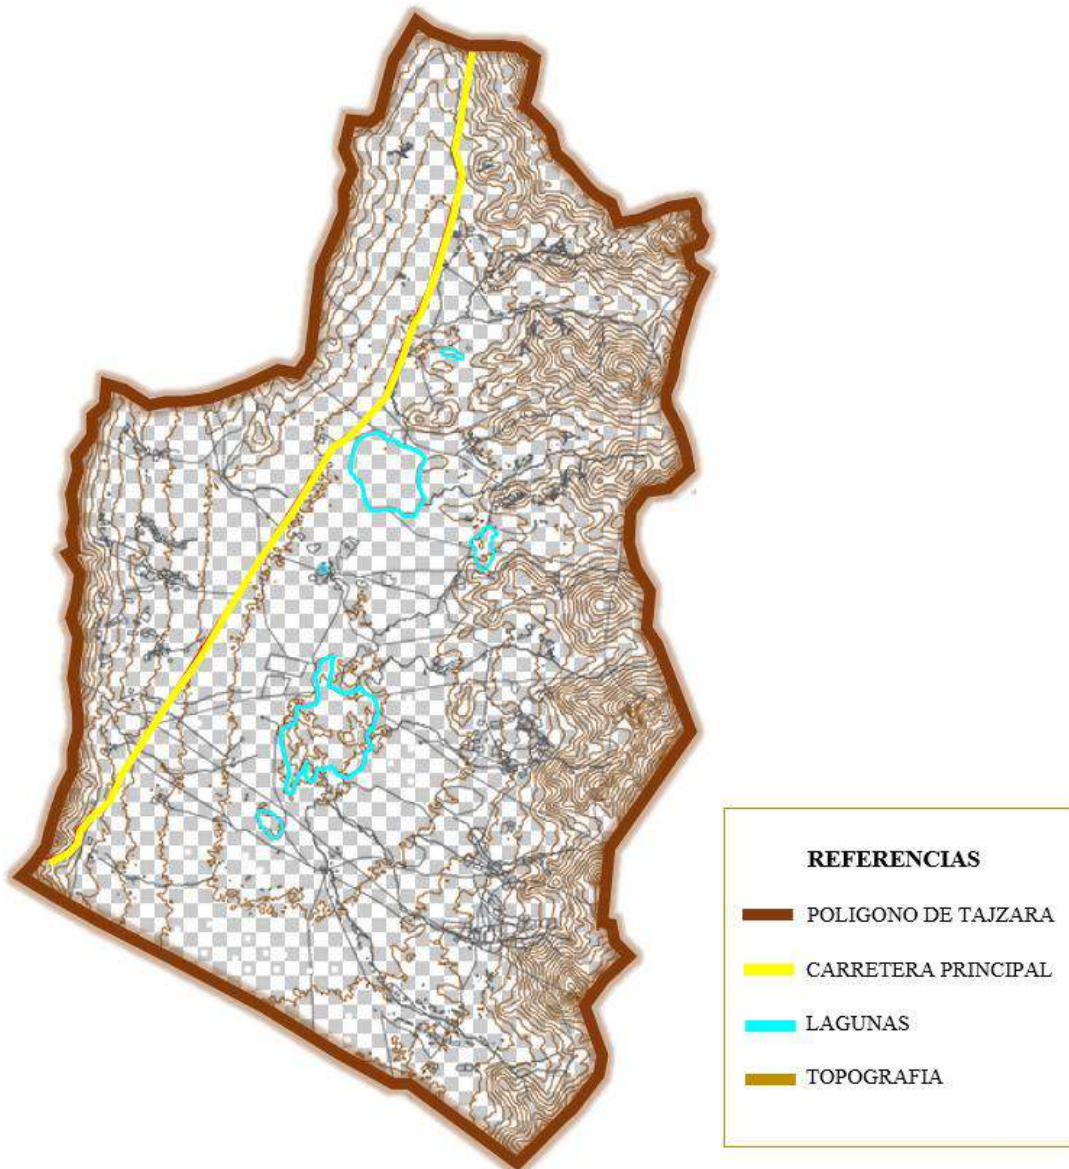 REFERENCIAS
POLIGONO DE TAJZARA
CARRETERA PRINCIPAL
LAGUNAS
TOPOGRAFIA